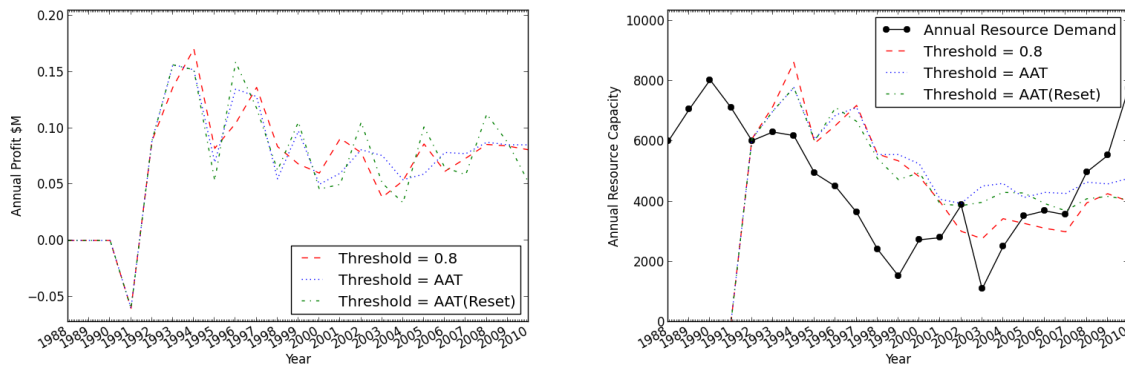 0.20
0.15
0.10
0.05
0.00
−0.05
Annual Profit $M
Threshold = 0.8
Threshold = AAT
Threshold = AAT(Reset)
1988 1989 1990 1991 1992 1993 1994 1995 1996 1997 1998 1999 2000 2001 2002 2003 2004 2005 2006 2007 2008 2009 2010
Year
10000
8000
6000
4000
2000
0
Annual Resource Capacity
Annual Resource Demand
Threshold = 0.8
Threshold = AAT
Threshold = AAT(Reset)
1988 1989 1990 1991 1992 1993 1994 1995 1996 1997 1998 1999 2000 2001 2002 2003 2004 2005 2006 2007 2008 2009 2010
Year